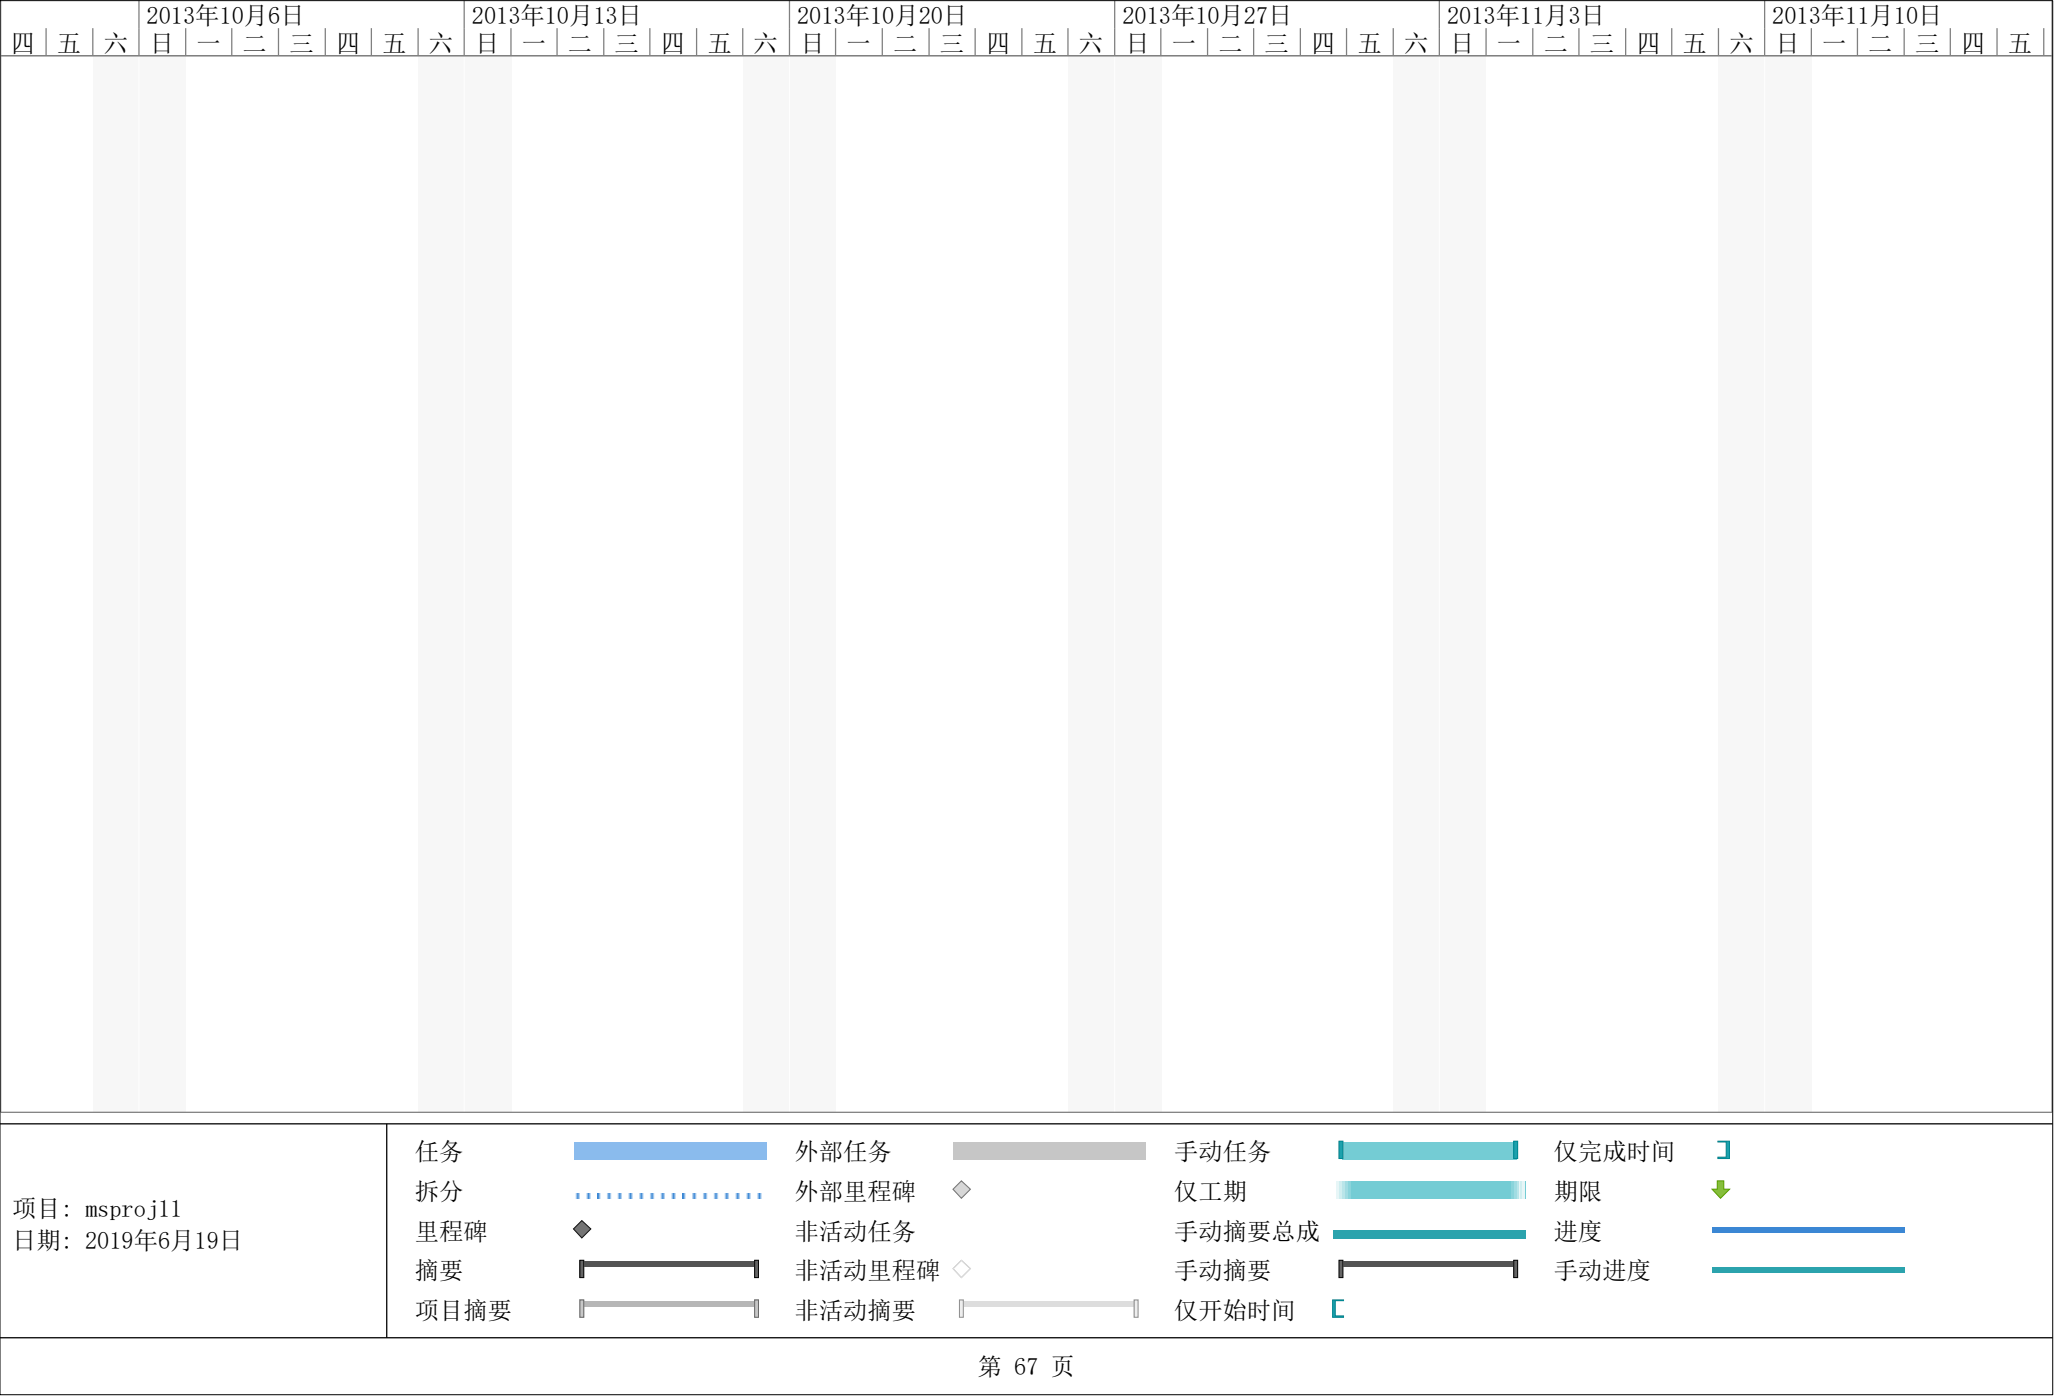 2013年10月6日 2013年10月13日 2013年10月20日 2013年10月27日 2013年11月3日 2013年11月10日
四 五 六 日 一 二 三 四 五 六 日 一 二 三 四 五 六 日 一 二 三 四 五 六 日 一 二 三 四 五 六 日 一 二 三 四 五 六 日 一 二 三 四 五
任务 外部任务 手动任务 仅完成时间
拆分 外部里程碑 仅工期 期限
里程碑 非活动任务 手动摘要总成 进度
摘要 非活动里程碑 手动摘要 手动进度
项目摘要 非活动摘要 仅开始时间
项目: msproj11
日期: 2019年6月19日
第 67 页